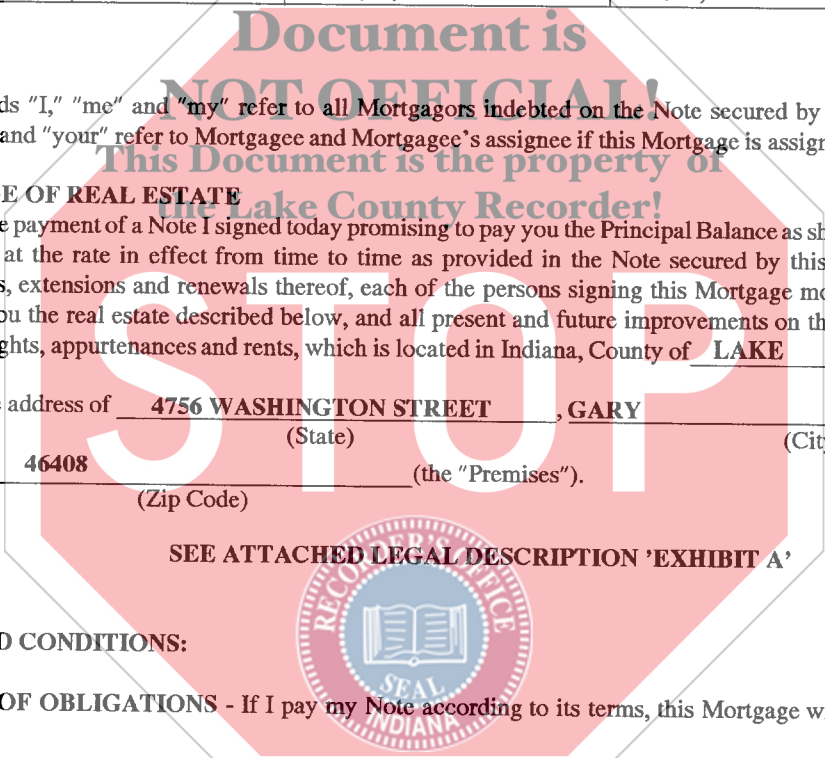 Document is
NOT OFFICIAL!
ds "I," "me" and "my" refer to all Mortgagors indebted on the Note secured by
and "your" refer to Mortgagee and Mortgagee's assignee if this Mortgage is assign
This Document is the property of
E OF REAL ESTATE
the Lake County Recorder!
e payment of a Note I signed today promising to pay you the Principal Balance as sh
at the rate in effect from time to time as provided in the Note secured by this
s, extensions and renewals thereof, each of the persons signing this Mortgage mo
ou the real estate described below, and all present and future improvements on th
ghts, appurtenances and rents, which is located in Indiana, County of LAKE
STOP
address of 4756 WASHINGTON STREET , GARY
(State) (City
46408 (the "Premises").
(Zip Code)
SEE ATTACHED LEGAL DESCRIPTION 'EXHIBIT A'
RECORDER'S OFFICE
SEAL
INDIANA
D CONDITIONS:
OF OBLIGATIONS - If I pay my Note according to its terms, this Mortgage w